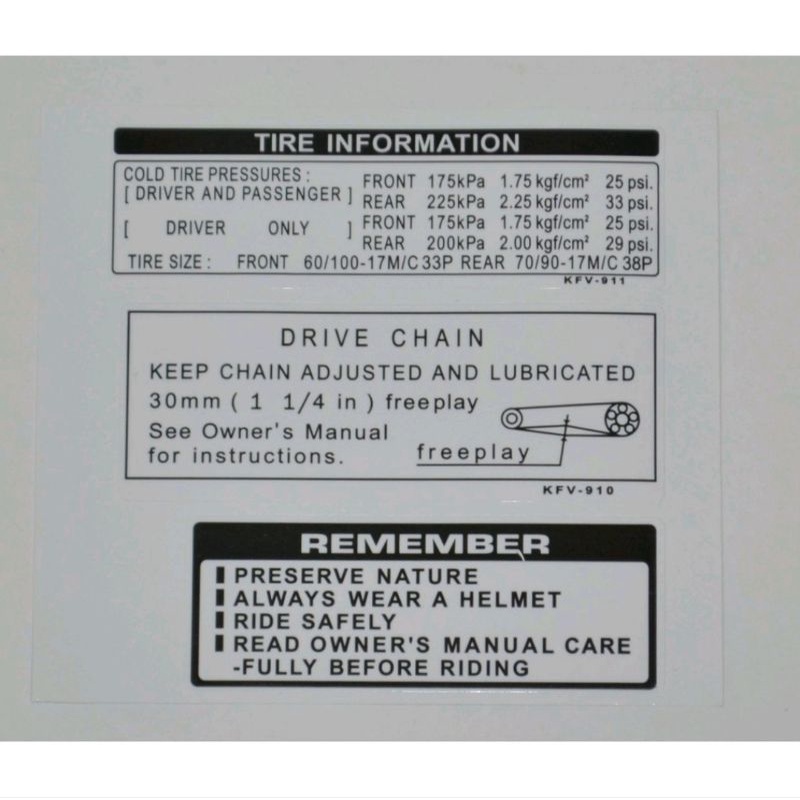 TIRE INFORMATION
COLD TIRE PRESSURES :
[ DRIVER AND PASSENGER ] FRONT 175kPa 1.75 kgf/cm² 25 psi.
REAR 225kPa 2.25 kgf/cm² 33 psi.
[ DRIVER ONLY ] FRONT 175kPa 1.75 kgf/cm² 25 psi.
REAR 200kPa 2.00 kgf/cm² 29 psi.
TIRE SIZE : FRONT 60/100-17M/C 33P REAR 70/90-17M/C 38P
KFV-911
DRIVE CHAIN
KEEP CHAIN ADJUSTED AND LUBRICATED
30mm ( 1 1/4 in ) freeplay
See Owner's Manual
for instructions.
freeplay
KFV-910
REMEMBER
PRESERVE NATURE
ALWAYS WEAR A HELMET
RIDE SAFELY
READ OWNER'S MANUAL CARE
-FULLY BEFORE RIDING